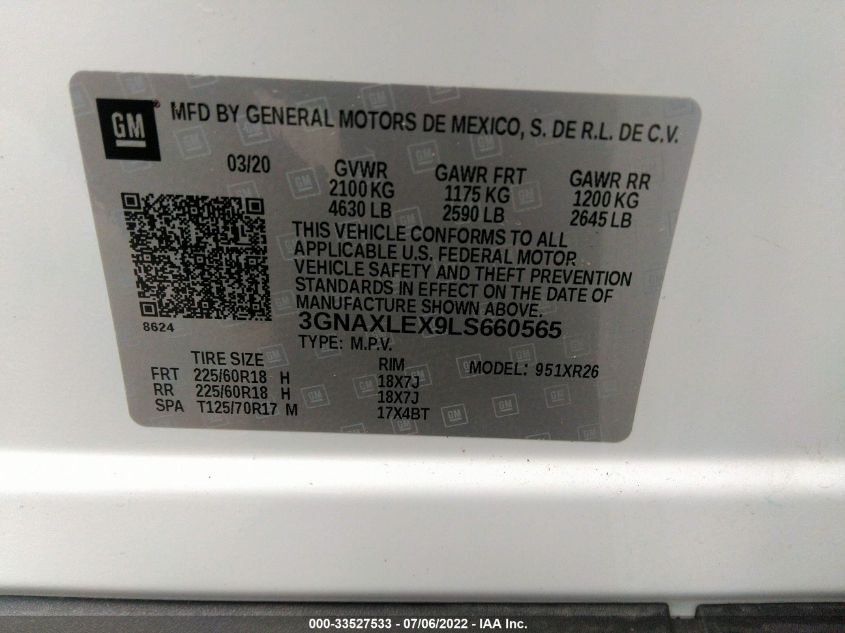 GM ® MFD BY GENERAL MOTORS DE MEXICO, S. DE R.L. DE C.V.
03/20 GVWR GAWR FRT GAWR RR
2100 KG 1175 KG 1200 KG
4630 LB 2590 LB 2645 LB
THIS VEHICLE CONFORMS TO ALL
APPLICABLE U.S. FEDERAL MOTOR
VEHICLE SAFETY AND THEFT PREVENTION
STANDARDS IN EFFECT ON THE DATE OF
MANUFACTURE SHOWN ABOVE.
8624 3GNAXLEX9LS660565
TYPE: M.P.V.
TIRE SIZE RIM MODEL: 951XR26
FRT 225/60R18 H 18X7J
RR 225/60R18 H 18X7J
SPA T125/70R17 M 17X4BT
000-33527533 - 07/06/2022 - IAA Inc.